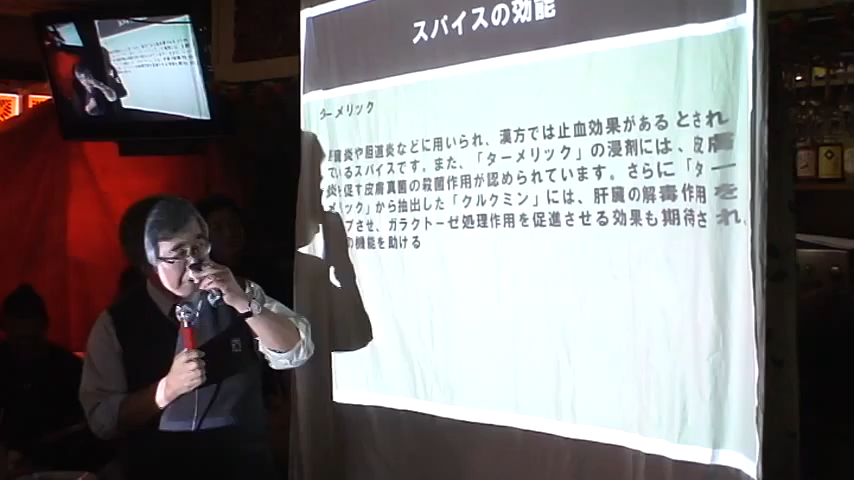 スパイスの効能
ターメリック
臓炎や胆道炎などに用いられ、漢方では止血効果がある とされ
ているスパイスです。また、「ターメリック」の浸剤には 、皮膚
炎を促す皮膚真菌の殺菌作用が認められています。さらに「ター
メリック」から抽出した「クルクミン」には、肝臓の解毒作用 を
プさせ、ガラクトーゼ処理作用を促進させる効果も期待され、
の機能を助ける